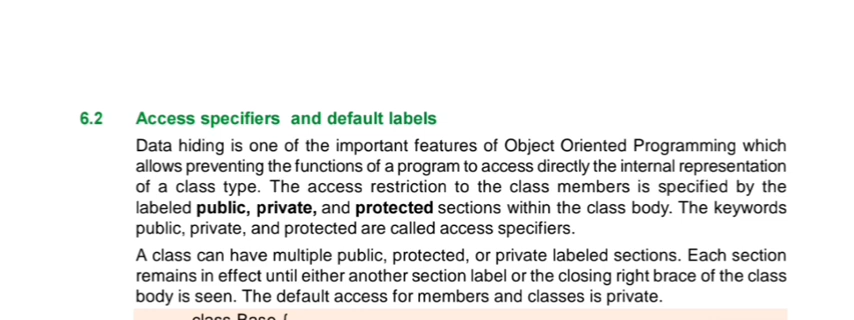 6.2 Access specifiers and default labels
Data hiding is one of the important features of Object Oriented Programming which
allows preventing the functions of a program to access directly the internal representation
of a class type. The access restriction to the class members is specified by the
labeled public, private, and protected sections within the class body. The keywords
public, private, and protected are called access specifiers.
A class can have multiple public, protected, or private labeled sections. Each section
remains in effect until either another section label or the closing right brace of the class
body is seen. The default access for members and classes is private.
class Base {